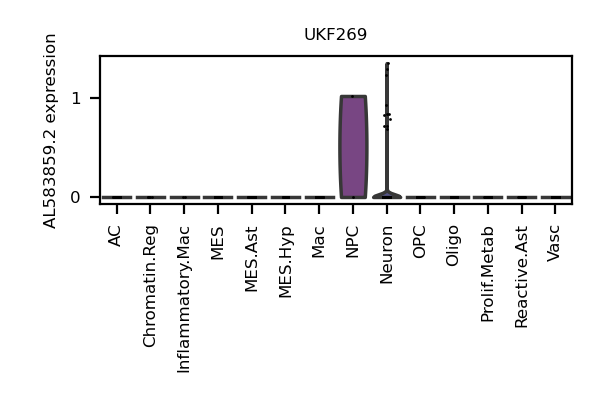 UKF269
AL583859.2 expression
1
0
AC
Chromatin.Reg
Inflammatory.Mac
MES
MES.Ast
MES.Hyp
Mac
NPC
Neuron
OPC
Oligo
Prolif.Metab
Reactive.Ast
Vasc